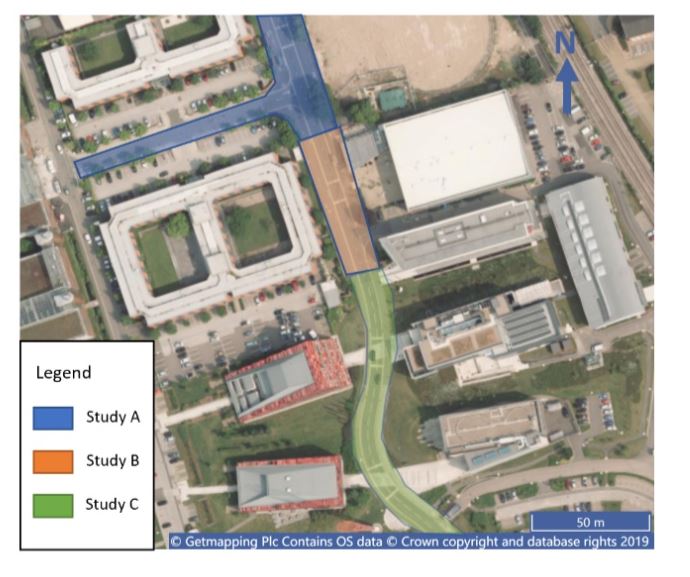 N
Legend
Study A
Study B
Study C
50 m
© Getmapping Plc Contains OS data © Crown copyright and database rights 2019